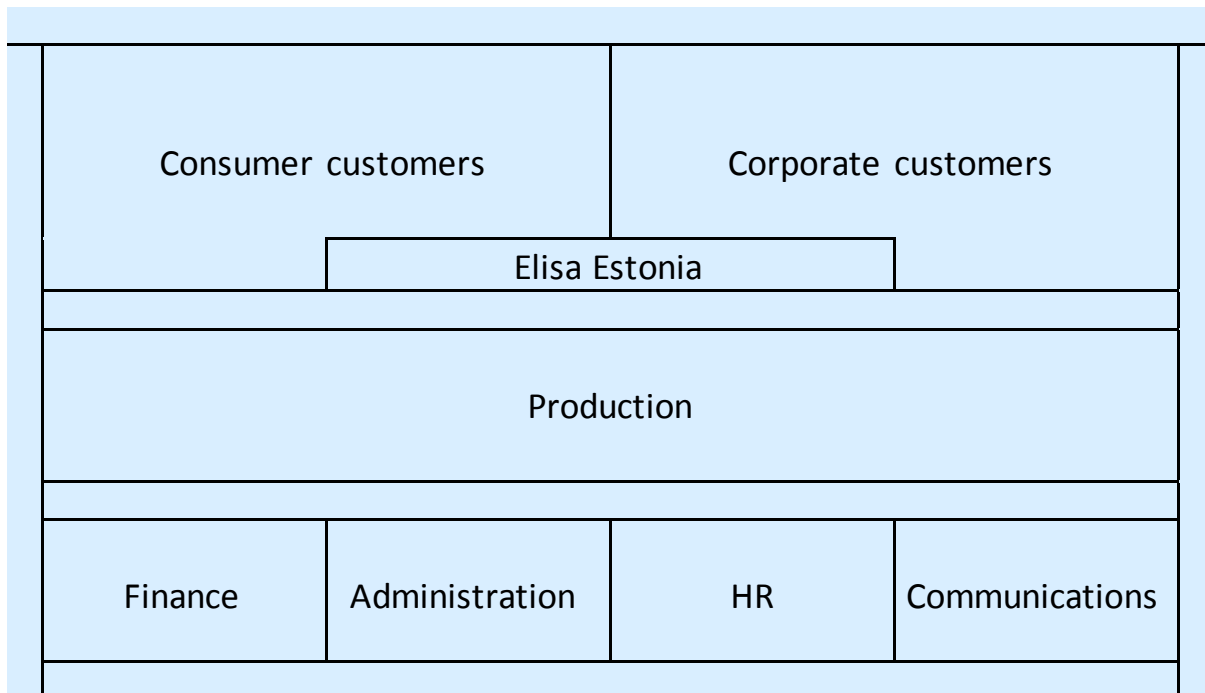 Consumer customers
Corporate customers
Elisa Estonia
Production
Finance
Administration
HR
Communications